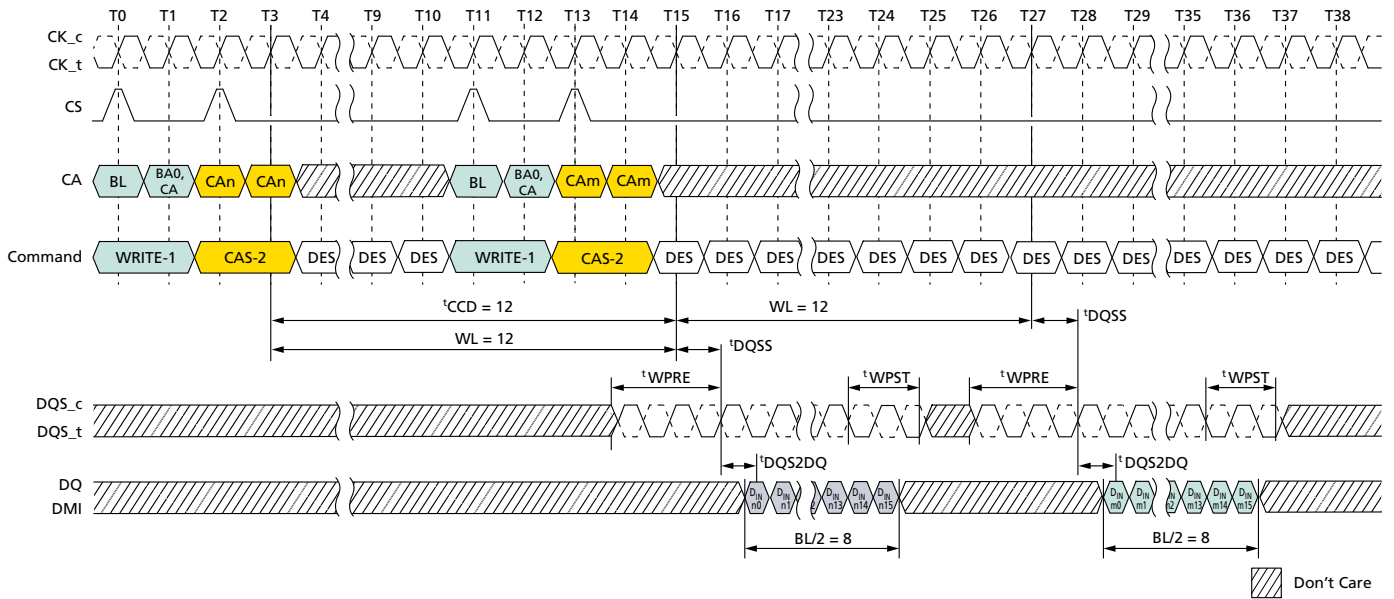 T0 T1 T2 T3 T4 T9 T10 T11 T12 T13 T14 T15 T16 T17 T23 T24 T25 T26 T27 T28 T29 T35 T36 T37 T38
CK_c
CK_t
CS
CA BL BA0, CA CAn CAn BL BA0, CA CAm CAm
Command WRITE-1 CAS-2 DES DES DES WRITE-1 CAS-2 DES DES DES DES DES DES DES DES DES DES DES DES DES DES
tCCD = 12 WL = 12 tDQSS
WL = 12 tDQSS
tWPRE tWPST tWPRE tWPST
DQS_c
DQS_t
tDQS2DQ tDQS2DQ
DQ
DMI
DIN n0 DIN n1 DIN n13 DIN n14 DIN n15 DIN m0 DIN m1 DIN m13 DIN m14 DIN m15
BL/2 = 8 BL/2 = 8
Don't Care